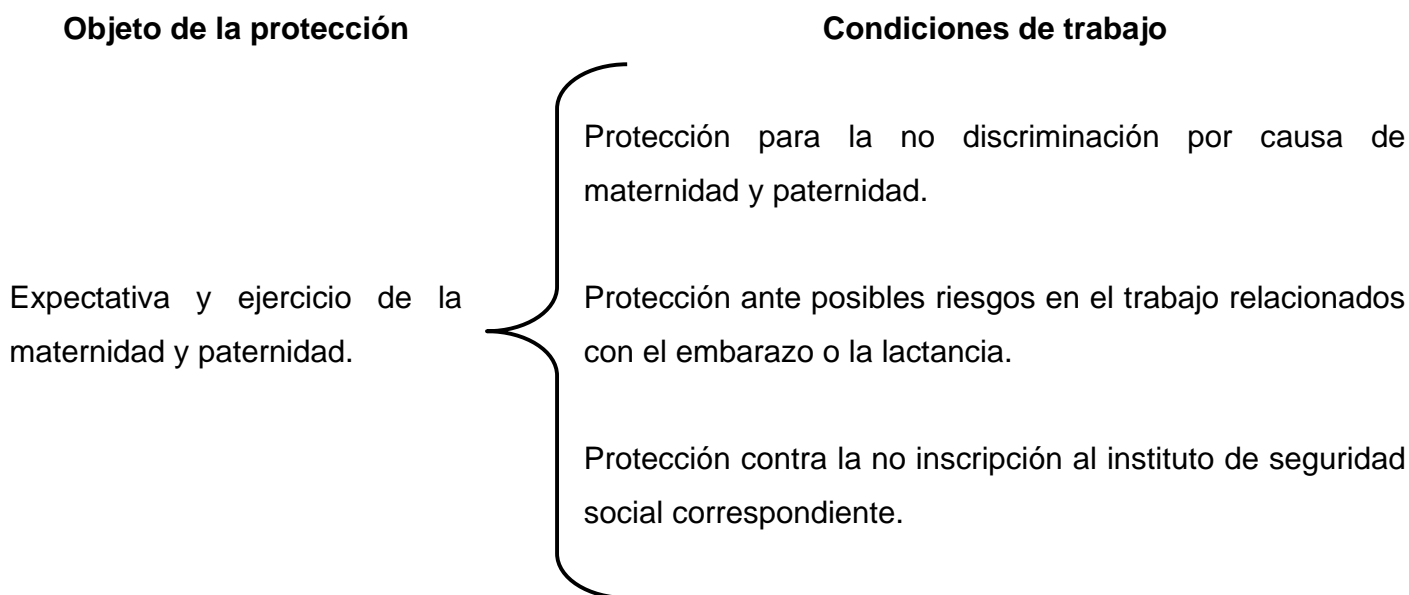 Objeto de la protección
Condiciones de trabajo
Expectativa y ejercicio de la
maternidad y paternidad.
Protección para la no discriminación por causa de
maternidad y paternidad.
Protección ante posibles riesgos en el trabajo relacionados
con el embarazo o la lactancia.
Protección contra la no inscripción al instituto de seguridad
social correspondiente.